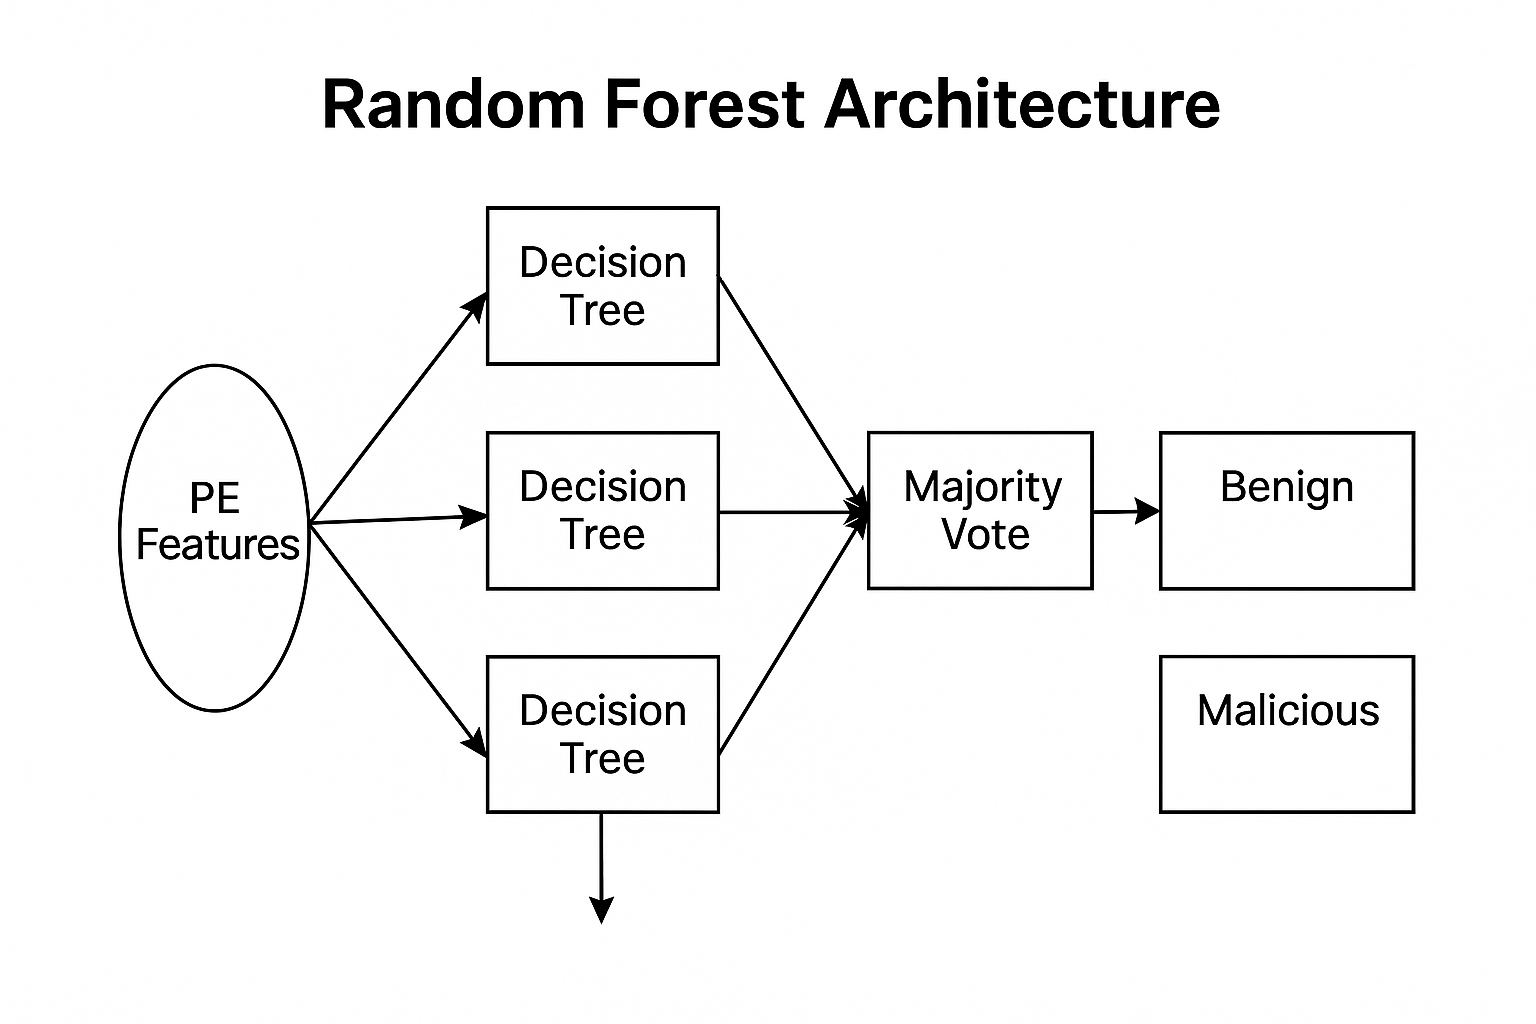 Random Forest Architecture
PE
Features
Decision
Tree
Decision
Tree
Decision
Tree
Majority
Vote
Benign
Malicious